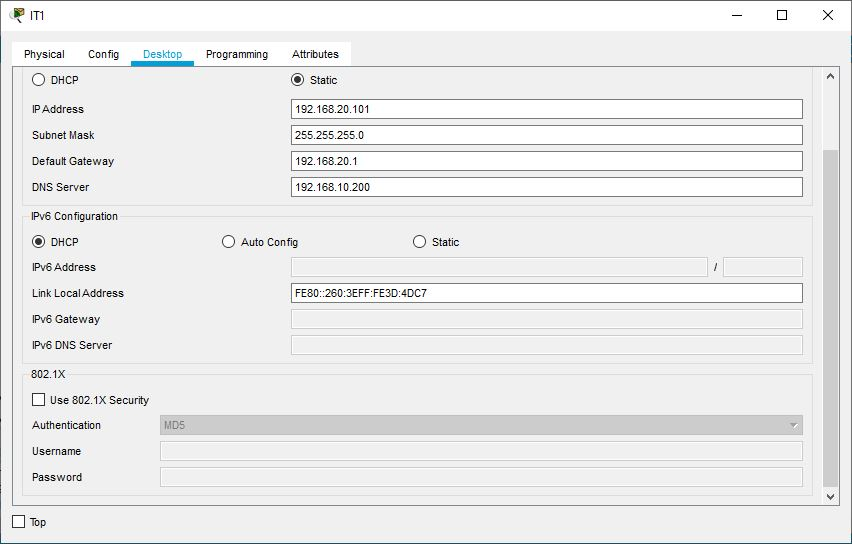 IT1
Physical Config Desktop Programming Attributes
DHCP Static
IP Address 192.168.20.101
Subnet Mask 255.255.255.0
Default Gateway 192.168.20.1
DNS Server 192.168.10.200
IPv6 Configuration
DHCP Auto Config Static
IPv6 Address /
Link Local Address FE80::260:3EFF:FE3D:4DC7
IPv6 Gateway
IPv6 DNS Server
802.1X
Use 802.1X Security
Authentication MD5
Username
Password
Top